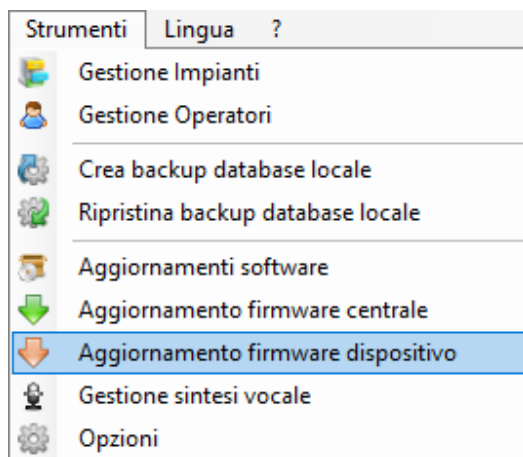 Strumenti Lingua ?
Gestione Impianti
Gestione Operatori
Crea backup database locale
Ripristina backup database locale
Aggiornamenti software
Aggiornamento firmware centrale
Aggiornamento firmware dispositivo
Gestione sintesi vocale
Opzioni